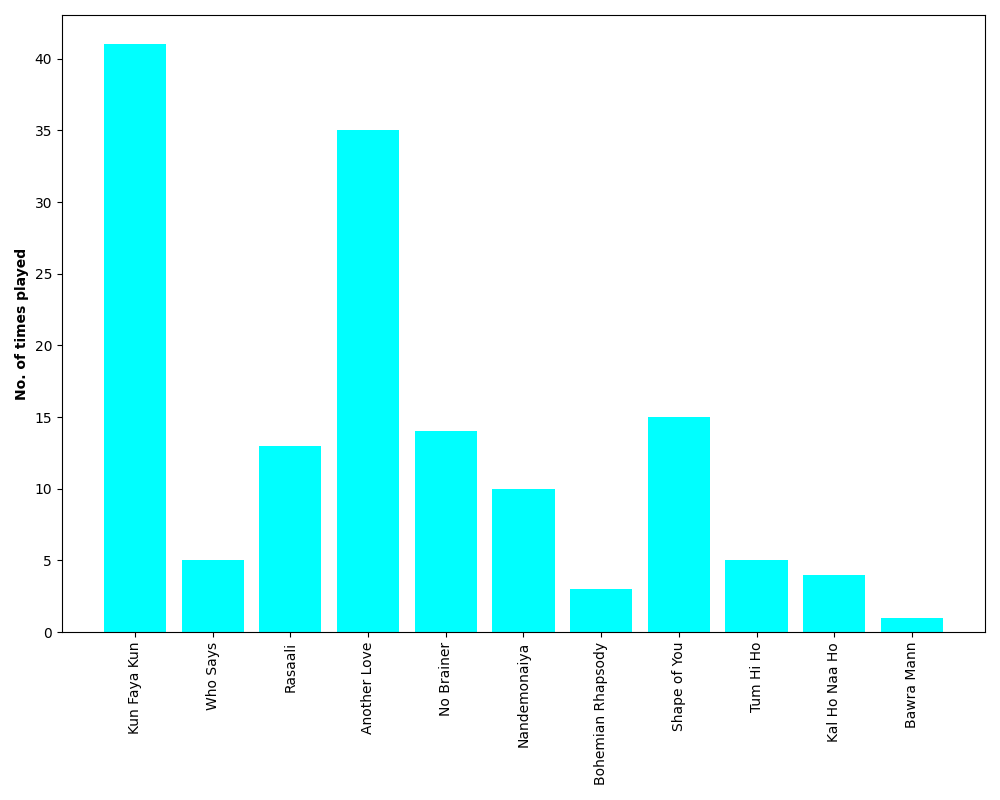 40
35
30
25
20
15
10
5
0
No. of times played
Kun Faya Kun
Who Says
Rasaali
Another Love
No Brainer
Nandemonaiya
Bohemian Rhapsody
Shape of You
Tum Hi Ho
Kal Ho Naa Ho
Bawra Mann